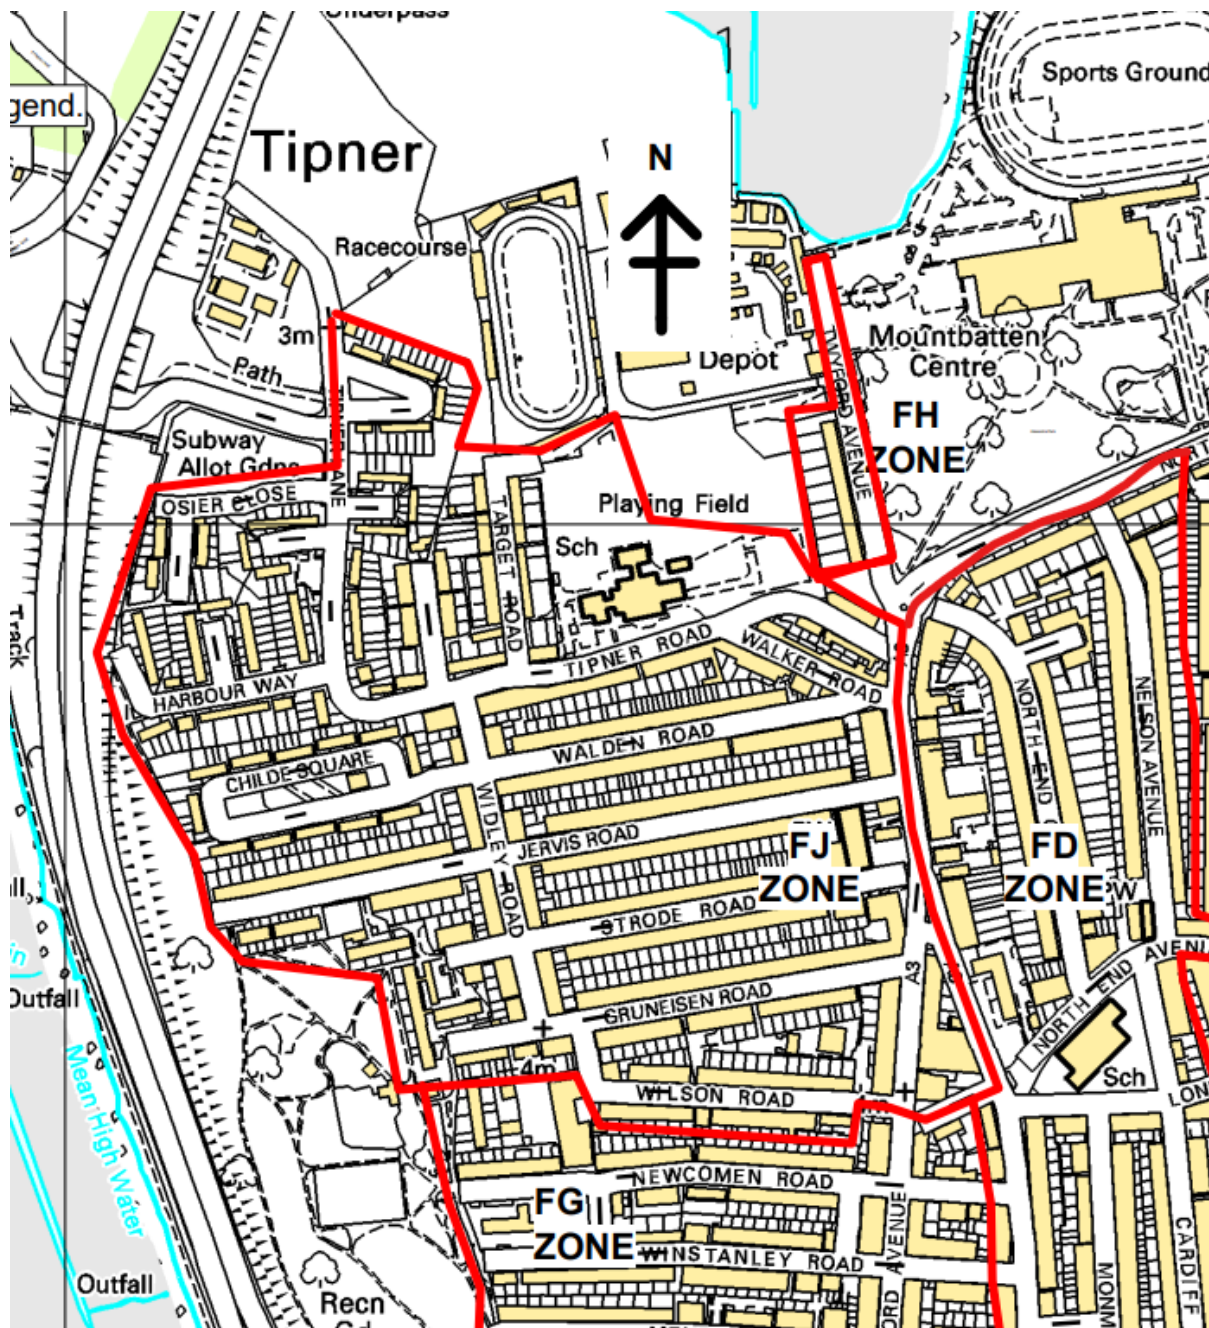 Underpass
Sports Ground
gend.
Tipner
N
Racecourse
3m
Path
Depot
TWYFORD AVENUE
Mountbatten
Centre
FH
ZONE
TIPNER LANE
Subway
Allot Gdns
OSIER CLOSE
Playing Field
TARGET ROAD
Sch
Track
TIPNER ROAD
WALKER ROAD
HARBOUR WAY
NORTH END
NELSON AVENUE
WALDEN ROAD
CHILDE SQUARE
WIDLEY ROAD
JERVIS ROAD
FJ
ZONE
FD
ZONE
PW
STRODE ROAD
A3
NORTH END AVENUE
Outfall
GRUNEISEN ROAD
Mean High Water
4m
Sch
WILSON ROAD
LON
NEWCOMEN ROAD
FG
ZONE
WINSTANLEY ROAD
AVENUE
CARDIFF
MONM
Outfall
Recn
Gd